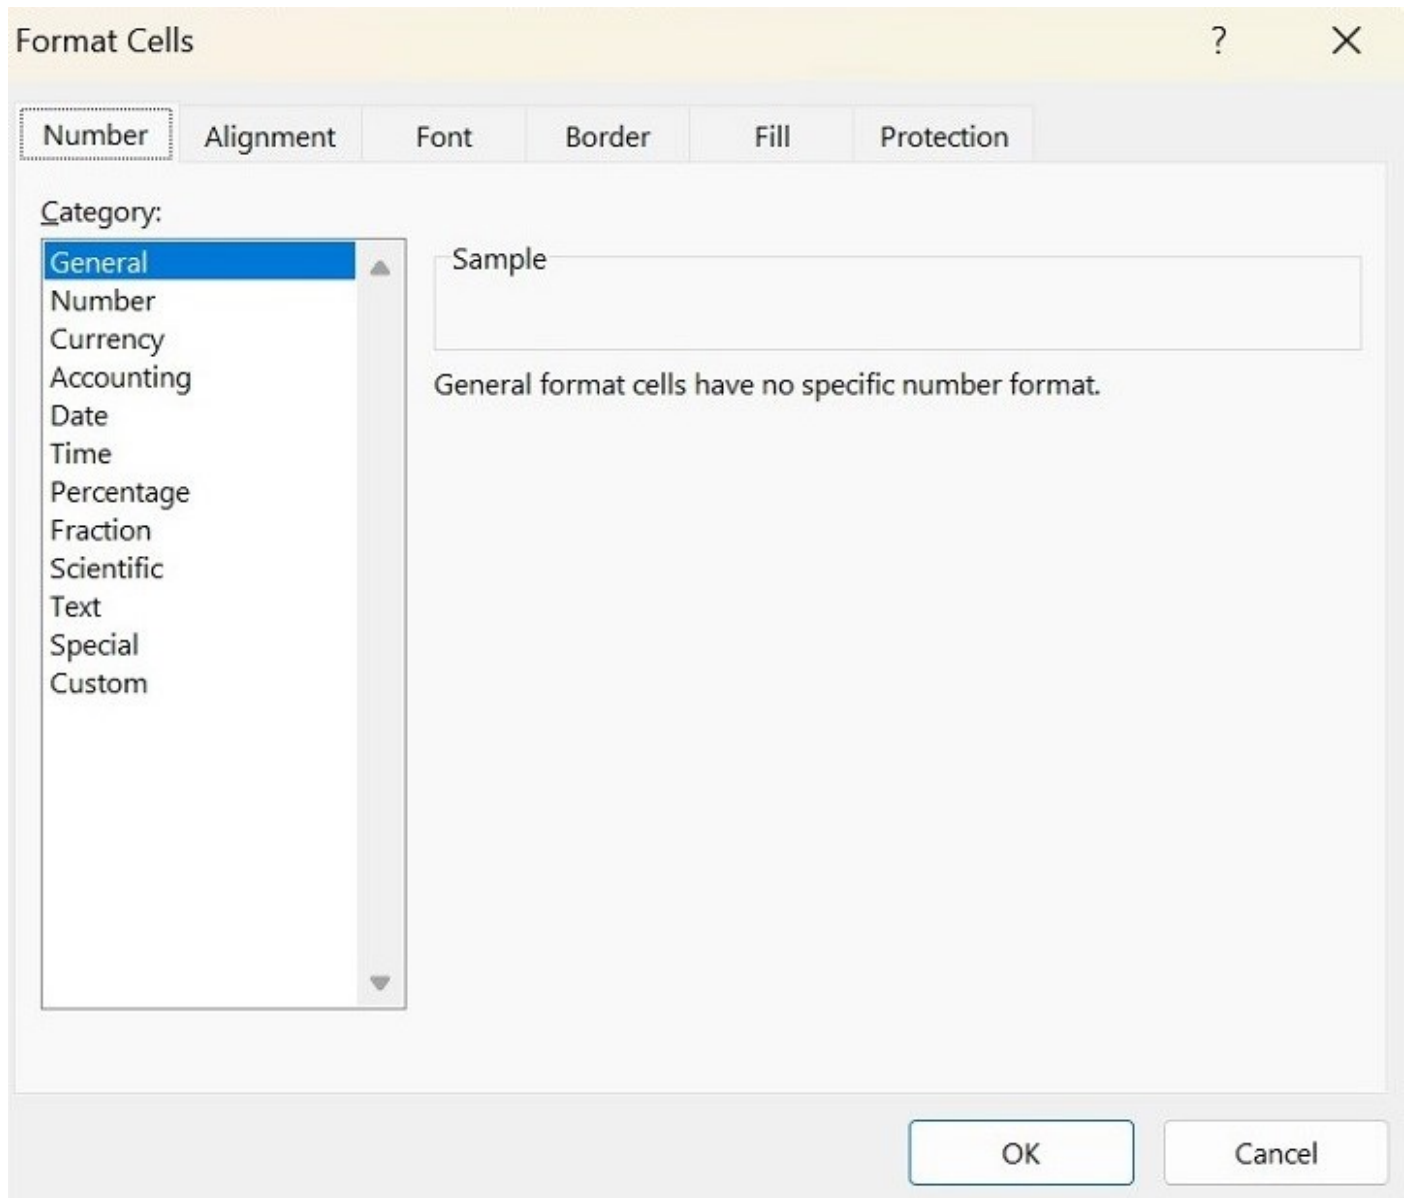 Format Cells ?
Number Alignment Font Border Fill Protection
Category:
General
Number
Currency
Accounting
Date
Time
Percentage
Fraction
Scientific
Text
Special
Custom
Sample
General format cells have no specific number format.
OK Cancel